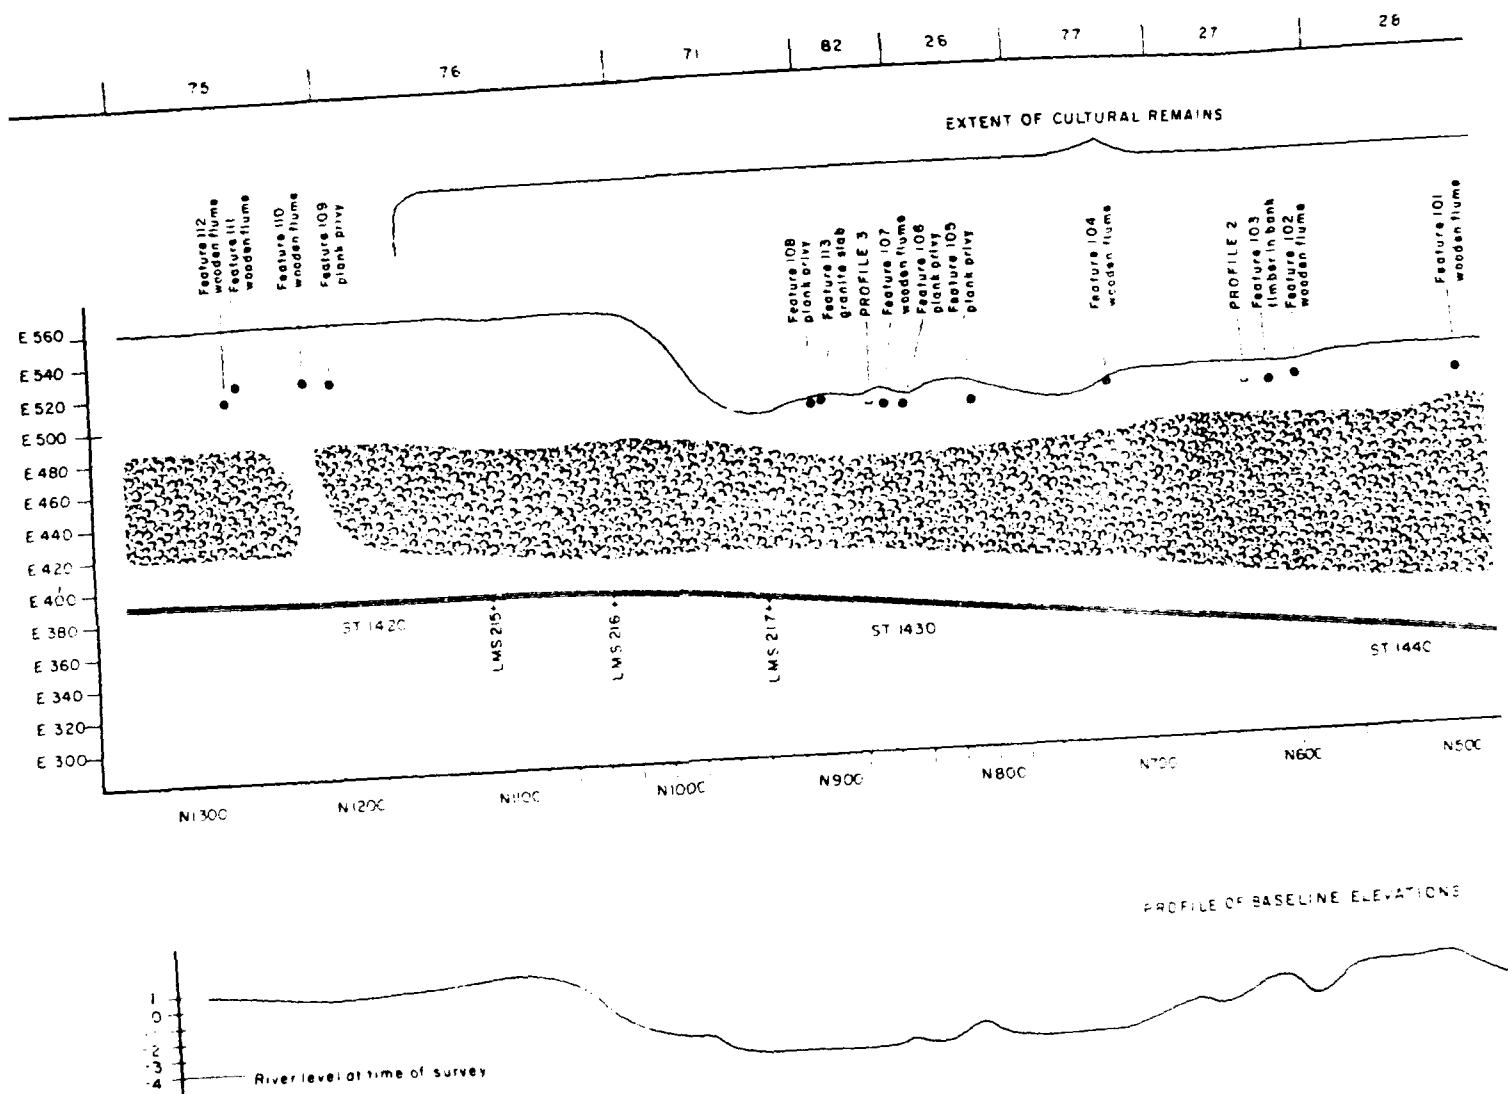 75
76
71
82
26
77
27
28
EXTENT OF CULTURAL REMAINS
Feature 112
wooden flume
Feature 111
wooden flume
Feature 110
wooden flume
Feature 109
plank privy
Feature 108
plank privy
Feature 113
granite slab
PROFILE 3
Feature 107
wooden flume
Feature 106
plank privy
Feature 105
plank privy
Feature 104
wooden flume
PROFILE 2
Feature 103
timber in bank
Feature 102
wooden flume
Feature 101
wooden flume
E 560
E 540
E 520
E 500
E 480
E 460
E 440
E 420
E 400
E 380
E 360
E 340
E 320
E 300
ST 1420
LMS 215
LMS 216
LMS 217
ST 1430
ST 1440
N1300
N1200
N1100
N1000
N900
N800
N700
N600
N500
PROFILE OF BASELINE ELEVATIONS
1
0
-2
-3
-4
River level at time of survey